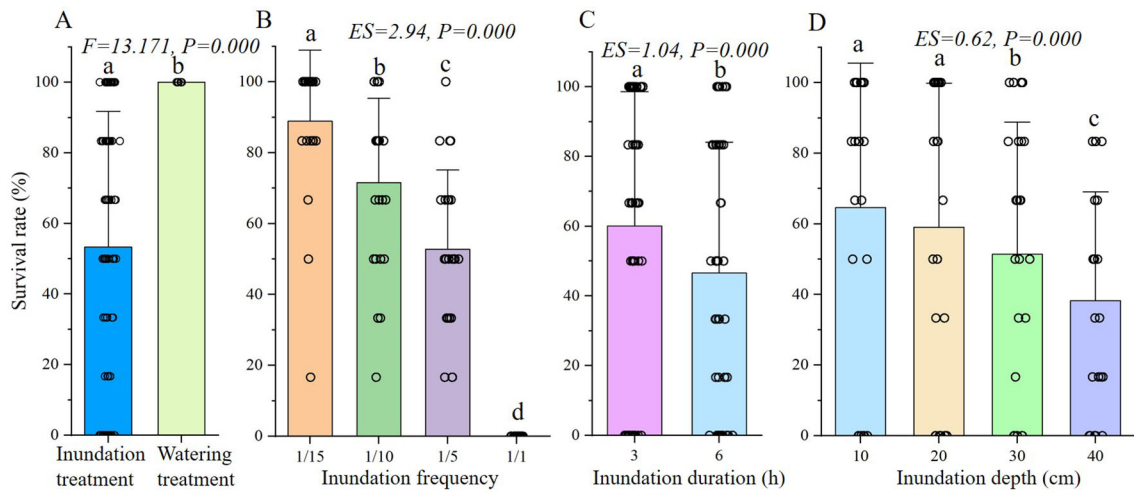 A
F=13.171, P=0.000
a
b
Survival rate (%)
100
80
60
40
20
0
Inundation treatment
Watering treatment
B
ES=2.94, P=0.000
a
b
c
d
100
80
60
40
20
0
1/15
1/10
1/5
1/1
Inundation frequency
C
ES=1.04, P=0.000
a
b
100
80
60
40
20
0
3
6
Inundation duration (h)
D
ES=0.62, P=0.000
a
a
b
c
100
80
60
40
20
0
10
20
30
40
Inundation depth (cm)